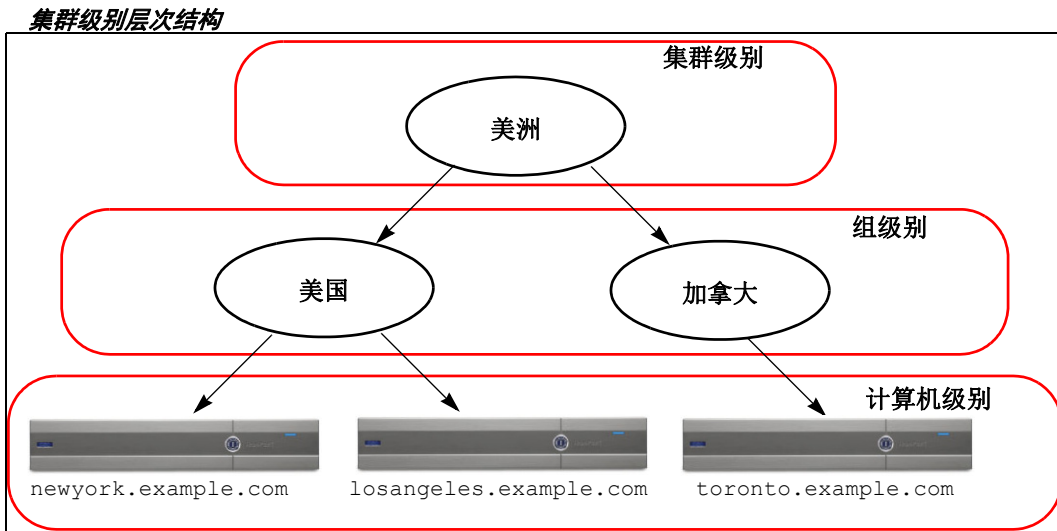 集群级别层次结构
集群级别
美洲
组级别
美国
加拿大
计算机级别
newyork.example.com
losangeles.example.com
toronto.example.com